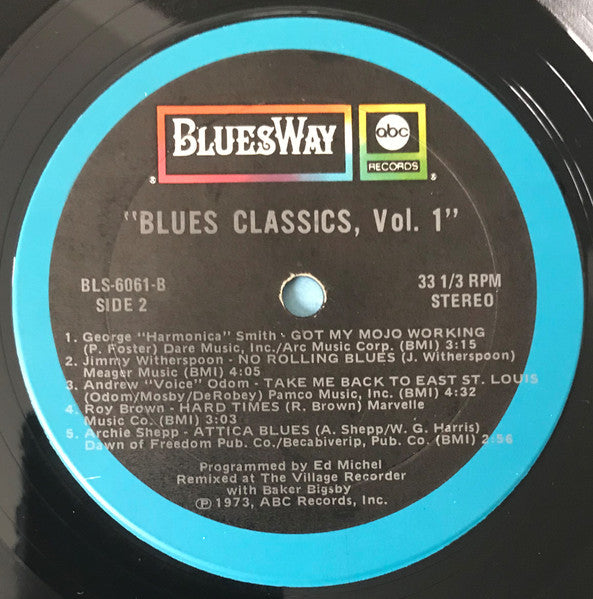 BLUESWAY
abc
RECORDS
® ®
"BLUES CLASSICS, Vol. 1"
BLS-6061-B
SIDE 2
33 1/3 RPM
STEREO
1. George "Harmonica" Smith - GOT MY MOJO WORKING
(P. Foster) Dare Music, Inc./Arc Music Corp. (BMI) 3:15
2. Jimmy Witherspoon - NO ROLLING BLUES (J. Witherspoon)
Meager Music (BMI) 4:05
3. Andrew "Voice" Odom - TAKE ME BACK TO EAST ST. LOUIS
(Odom/Mosby/DeRobey) Pamco Music, Inc. (BMI) 4:32
4. Roy Brown - HARD TIMES (R. Brown) Marvelle
Music Co. (BMI) 3:03
5. Archie Shepp - ATTICA BLUES (A. Shepp/W. G. Harris)
Dawn of Freedom Pub. Co./Becabiverip, Pub. Co. (BMI) 2:56
Programmed by Ed Michel
Remixed at The Village Recorder
with Baker Bigsby
℗ 1973, ABC Records, Inc.